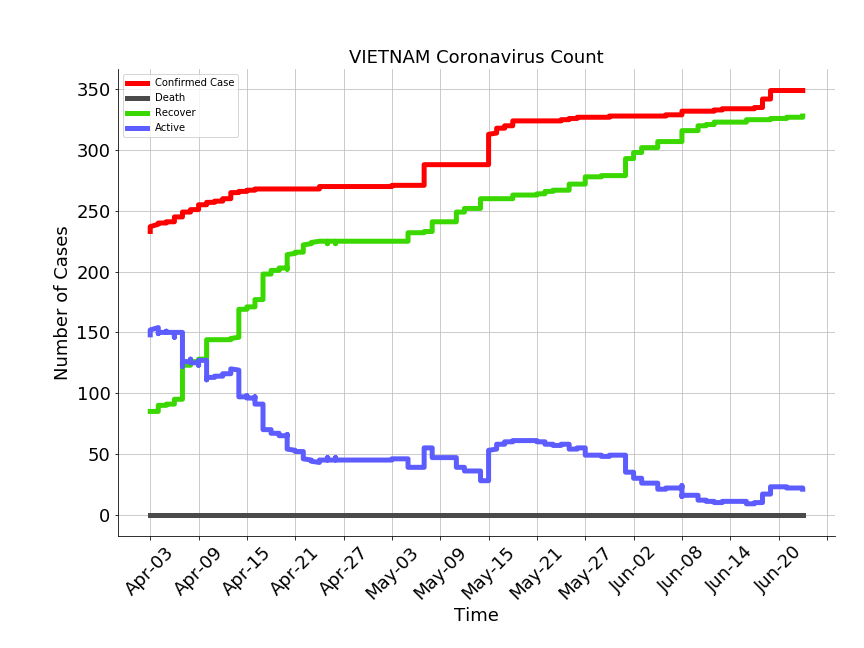 VIETNAM Coronavirus Count
Confirmed Case
Death
Recover
Active
Number of Cases
350
300
250
200
150
100
50
0
Apr-03
Apr-09
Apr-15
Apr-21
Apr-27
May-03
May-09
May-15
May-21
May-27
Jun-02
Jun-08
Jun-14
Jun-20
Time